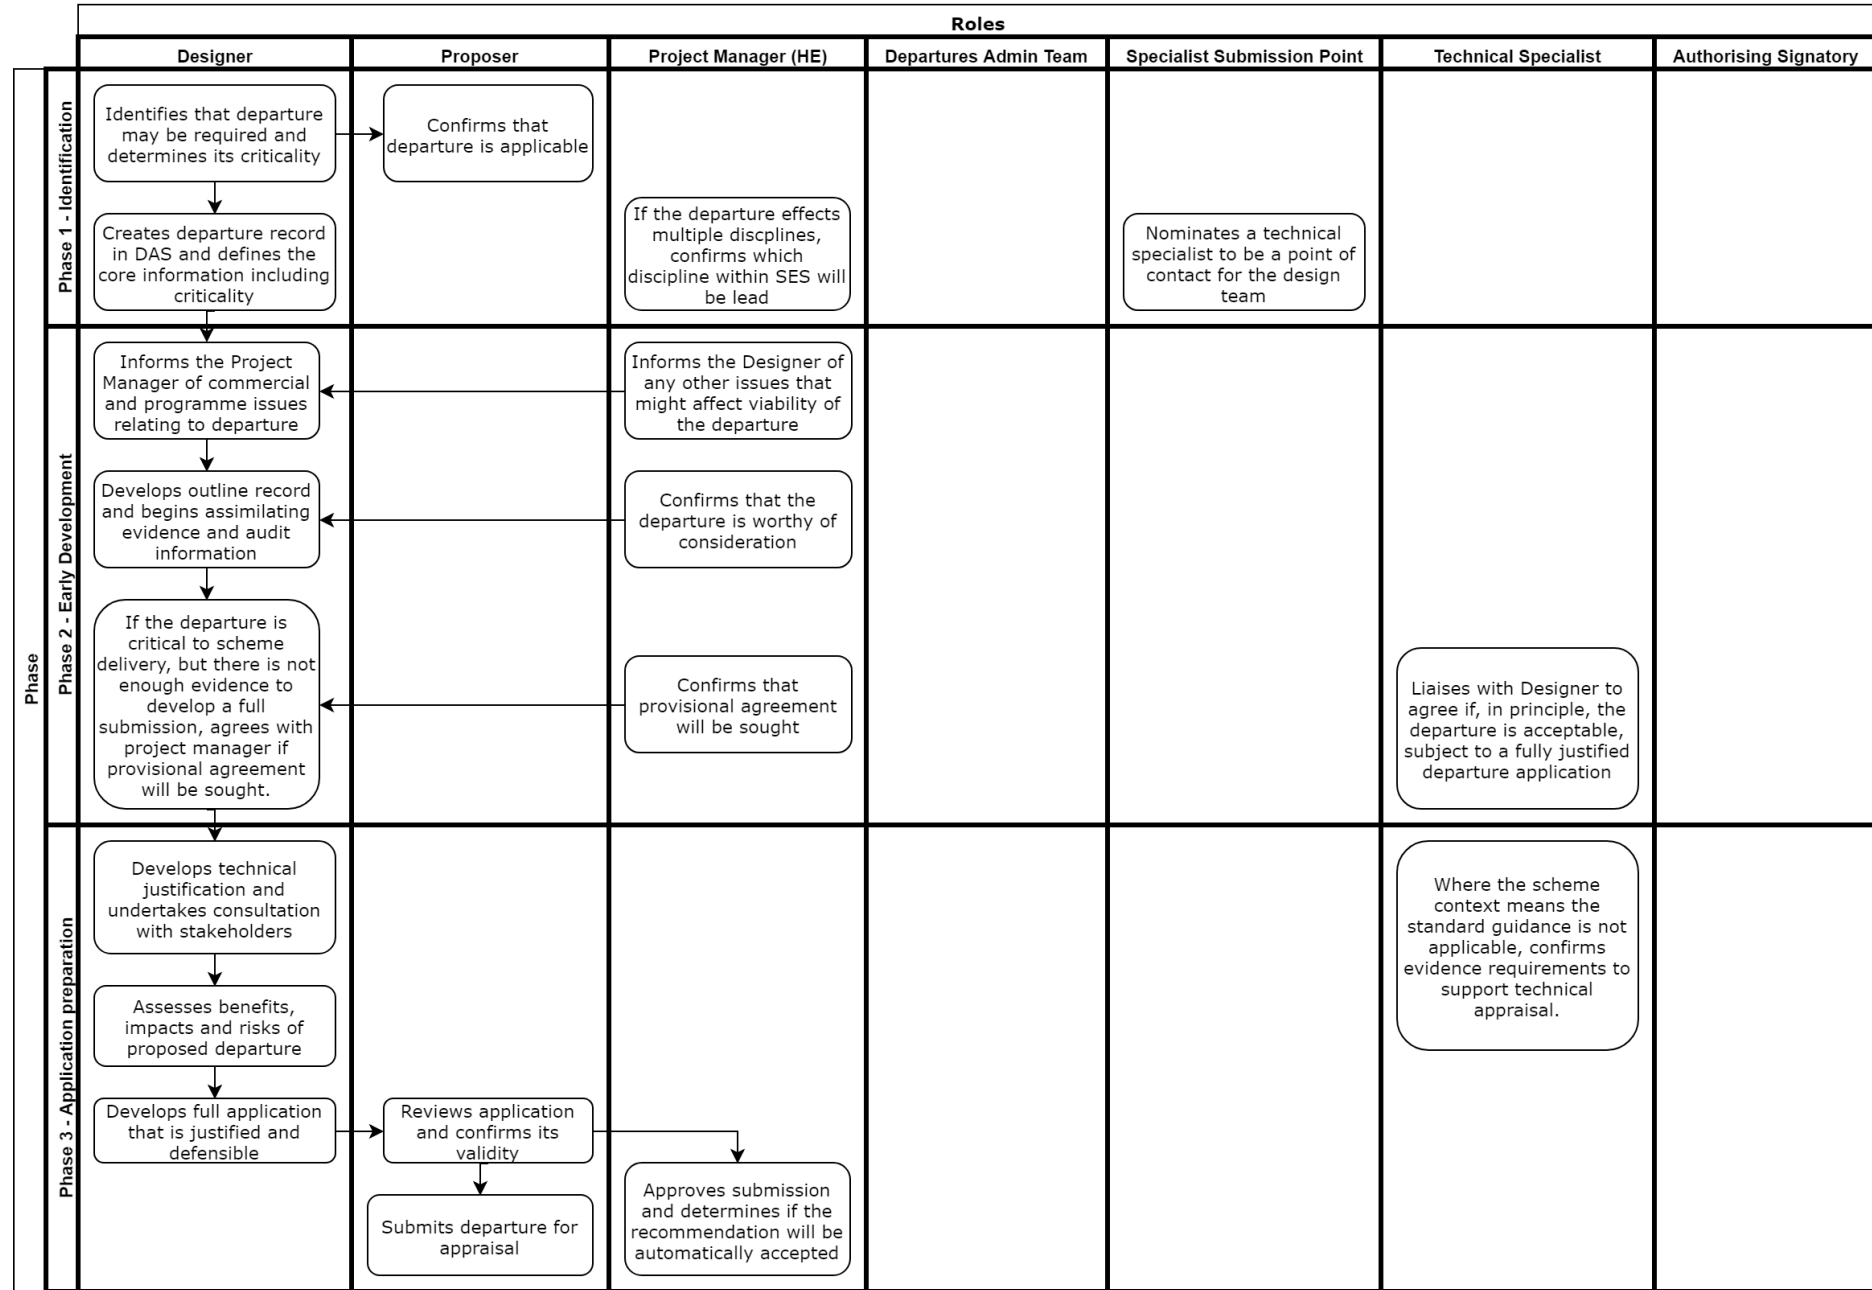 Roles
Designer
Proposer
Project Manager (HE)
Departures Admin Team
Specialist Submission Point
Technical Specialist
Authorising Signatory
Phase
Phase 1 - Identification
Identifies that departure
may be required and
determines its criticality
Confirms that
departure is applicable
Creates departure record
in DAS and defines the
core information including
criticality
If the departure effects
multiple discplines,
confirms which
discipline within SES will
be lead
Nominates a technical
specialist to be a point of
contact for the design
team
Phase 2 - Early Development
Informs the Project
Manager of commercial
and programme issues
relating to departure
Informs the Designer of
any other issues that
might affect viability of
the departure
Develops outline record
and begins assimilating
evidence and audit
information
Confirms that the
departure is worthy of
consideration
If the departure is
critical to scheme
delivery, but there is not
enough evidence to
develop a full
submission, agrees with
project manager if
provisional agreement
will be sought.
Confirms that
provisional agreement
will be sought
Liaises with Designer to
agree if, in principle, the
departure is acceptable,
subject to a fully justified
departure application
Phase 3 - Application preparation
Develops technical
justification and
undertakes consultation
with stakeholders
Where the scheme
context means the
standard guidance is not
applicable, confirms
evidence requirements to
support technical
appraisal.
Assesses benefits,
impacts and risks of
proposed departure
Develops full application
that is justified and
defensible
Reviews application
and confirms its
validity
Submits departure for
appraisal
Approves submission
and determines if the
recommendation will be
automatically accepted